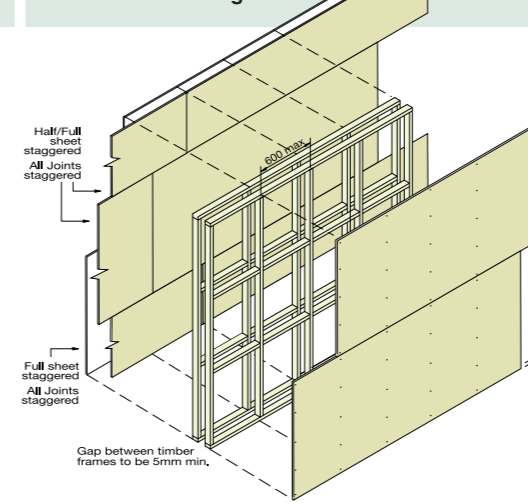 Half/Full
sheet
staggered
All Joints
staggered
600 max
Full sheet
staggered
All Joints
staggered
Gap between timber
frames to be 5mm min.